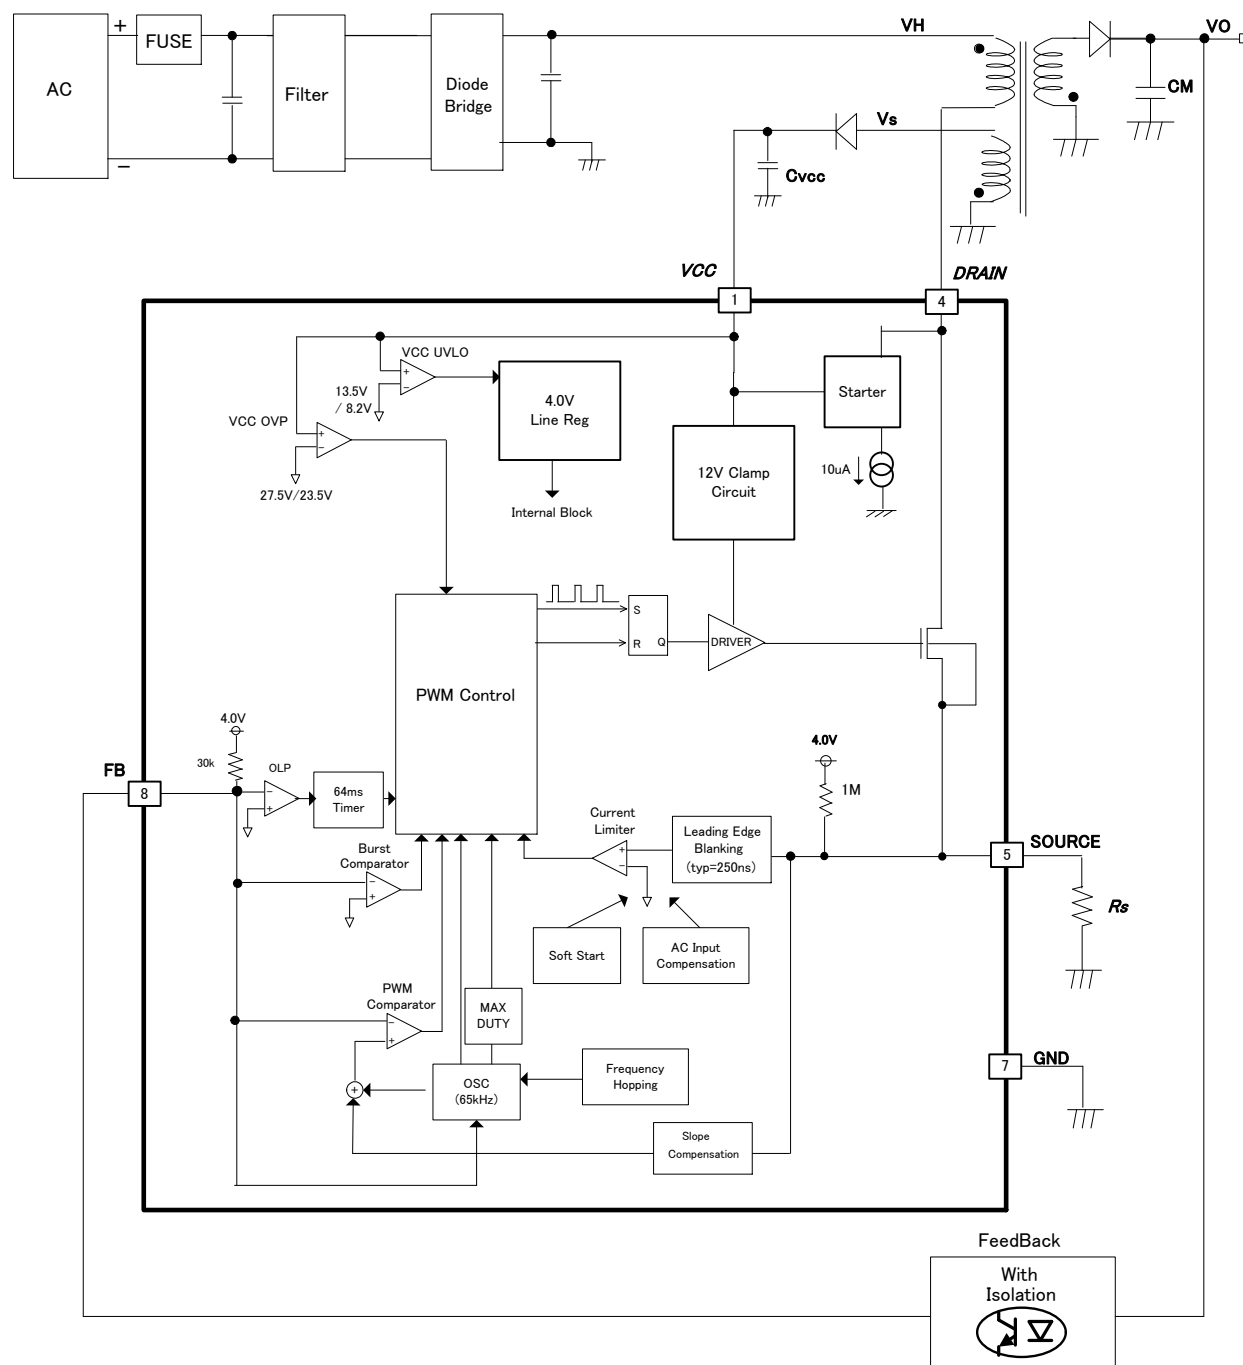 AC
+
−
FUSE
Filter
Diode
Bridge
VH
VO
CM
Vs
Cvcc
VCC
1
DRAIN
4
VCC UVLO
+
−
13.5V
/ 8.2V
4.0V
Line Reg
Internal Block
VCC OVP
+
−
27.5V/23.5V
Starter
10uA
12V Clamp
Circuit
PWM Control
S
R
Q
DRIVER
4.0V
30k
FB
8
OLP
−
+
64ms
Timer
Burst
Comparator
−
+
Current
Limiter
+
−
Leading Edge
Blanking
(typ=250ns)
4.0V
1M
5
SOURCE
Rs
Soft Start
AC Input
Compensation
PWM
Comparator
−
+
MAX
DUTY
+
OSC
(65kHz)
Frequency
Hopping
7
GND
Slope
Compensation
FeedBack
With
Isolation